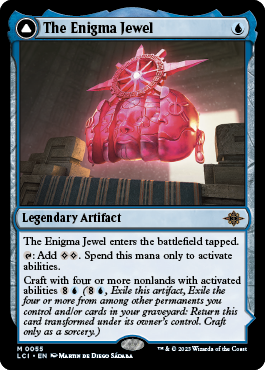 The Enigma Jewel
Legendary Artifact
The Enigma Jewel enters the battlefield tapped.
: Add . Spend this mana only to activate
abilities.
Craft with four or more nonlands with activated
abilities 8 (8 , Exile this artifact, Exile the
four or more from among other permanents you
control and/or cards in your graveyard: Return this
card transformed under its owner's control. Craft
only as a sorcery.)
M 0055
LCI • EN Martin de Diego Sádaba
™ & © 2023 Wizards of the Coast